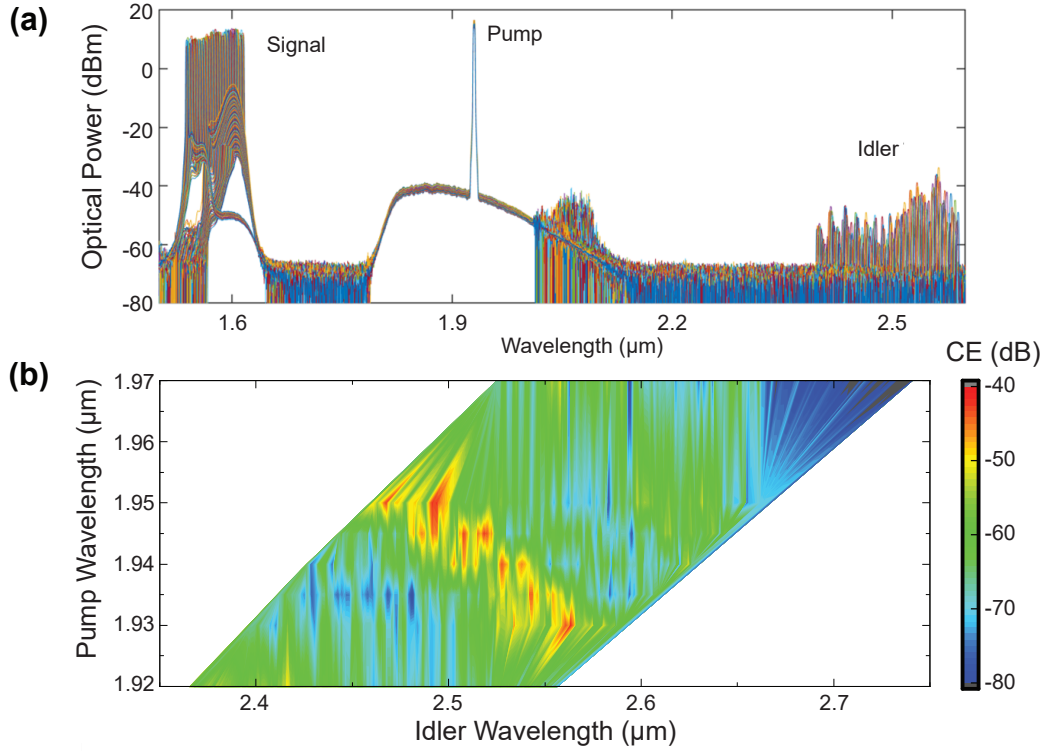 (a)
Optical Power (dBm)
20
0
-20
-40
-60
-80
Signal
Pump
Idler
1.6
1.9
2.2
2.5
Wavelength (μm)
(b)
Pump Wavelength (μm)
1.97
1.96
1.95
1.94
1.93
1.92
2.4
2.5
2.6
2.7
Idler Wavelength (μm)
CE (dB)
-40
-50
-60
-70
-80